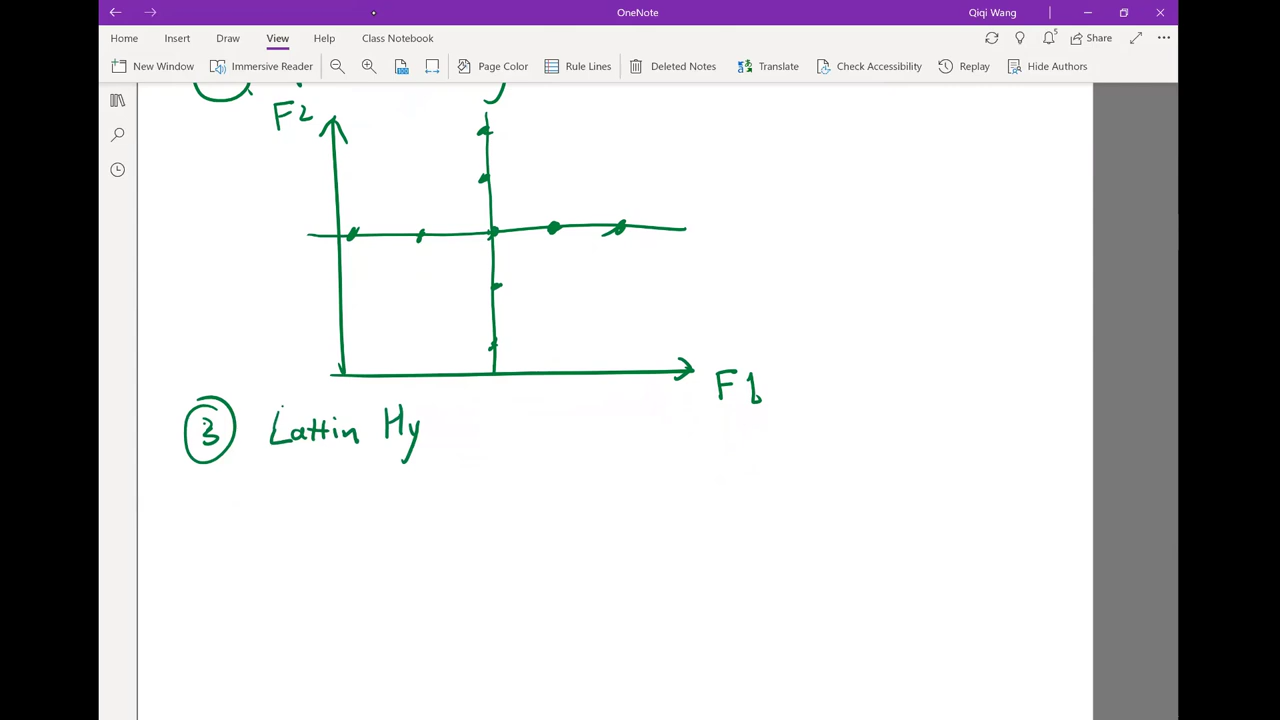 OneNote
Qiqi Wang
Home Insert Draw View Help Class Notebook
5
Share
New Window Immersive Reader Page Color Rule Lines Deleted Notes Translate Check Accessibility Replay Hide Authors
F2
F1
3 Lattin Hy